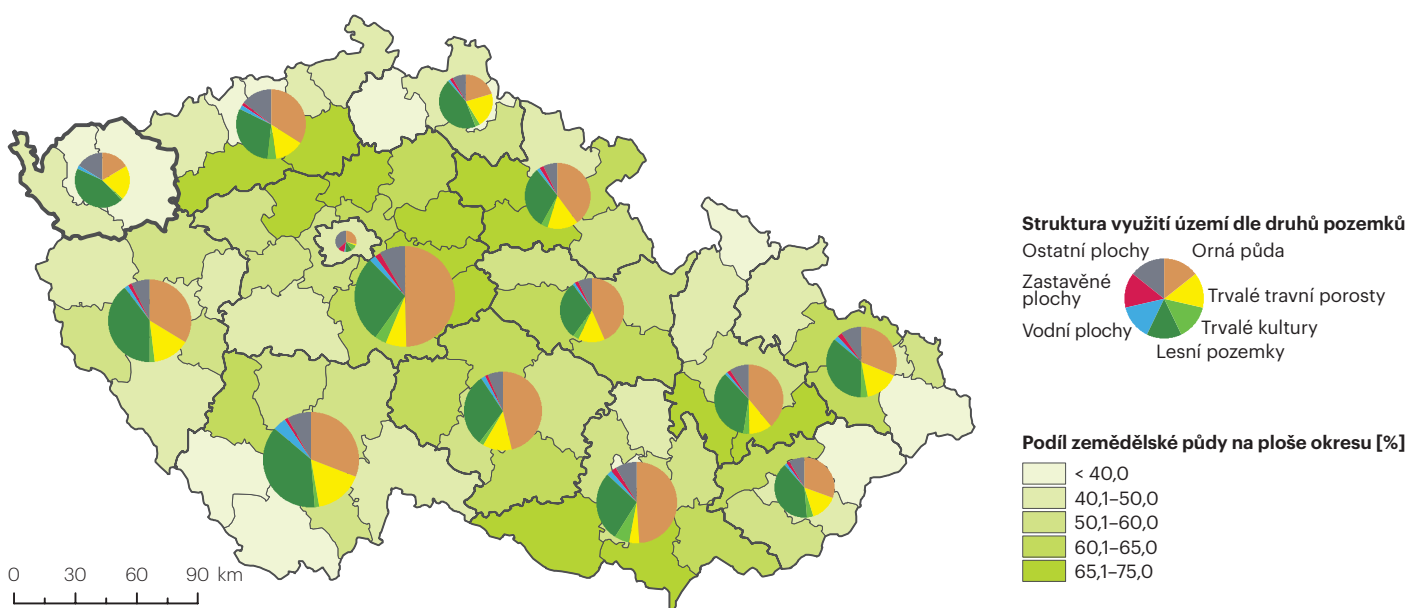 Struktura využití území dle druhů pozemků
Ostatní plochy
Orná půda
Zastavěné
plochy
Trvalé travní porosty
Vodní plochy
Trvalé kultury
Lesní pozemky
Podíl zemědělské půdy na ploše okresu [%]
< 40,0
40,1–50,0
50,1–60,0
60,1–65,0
65,1–75,0
0 30 60 90 km